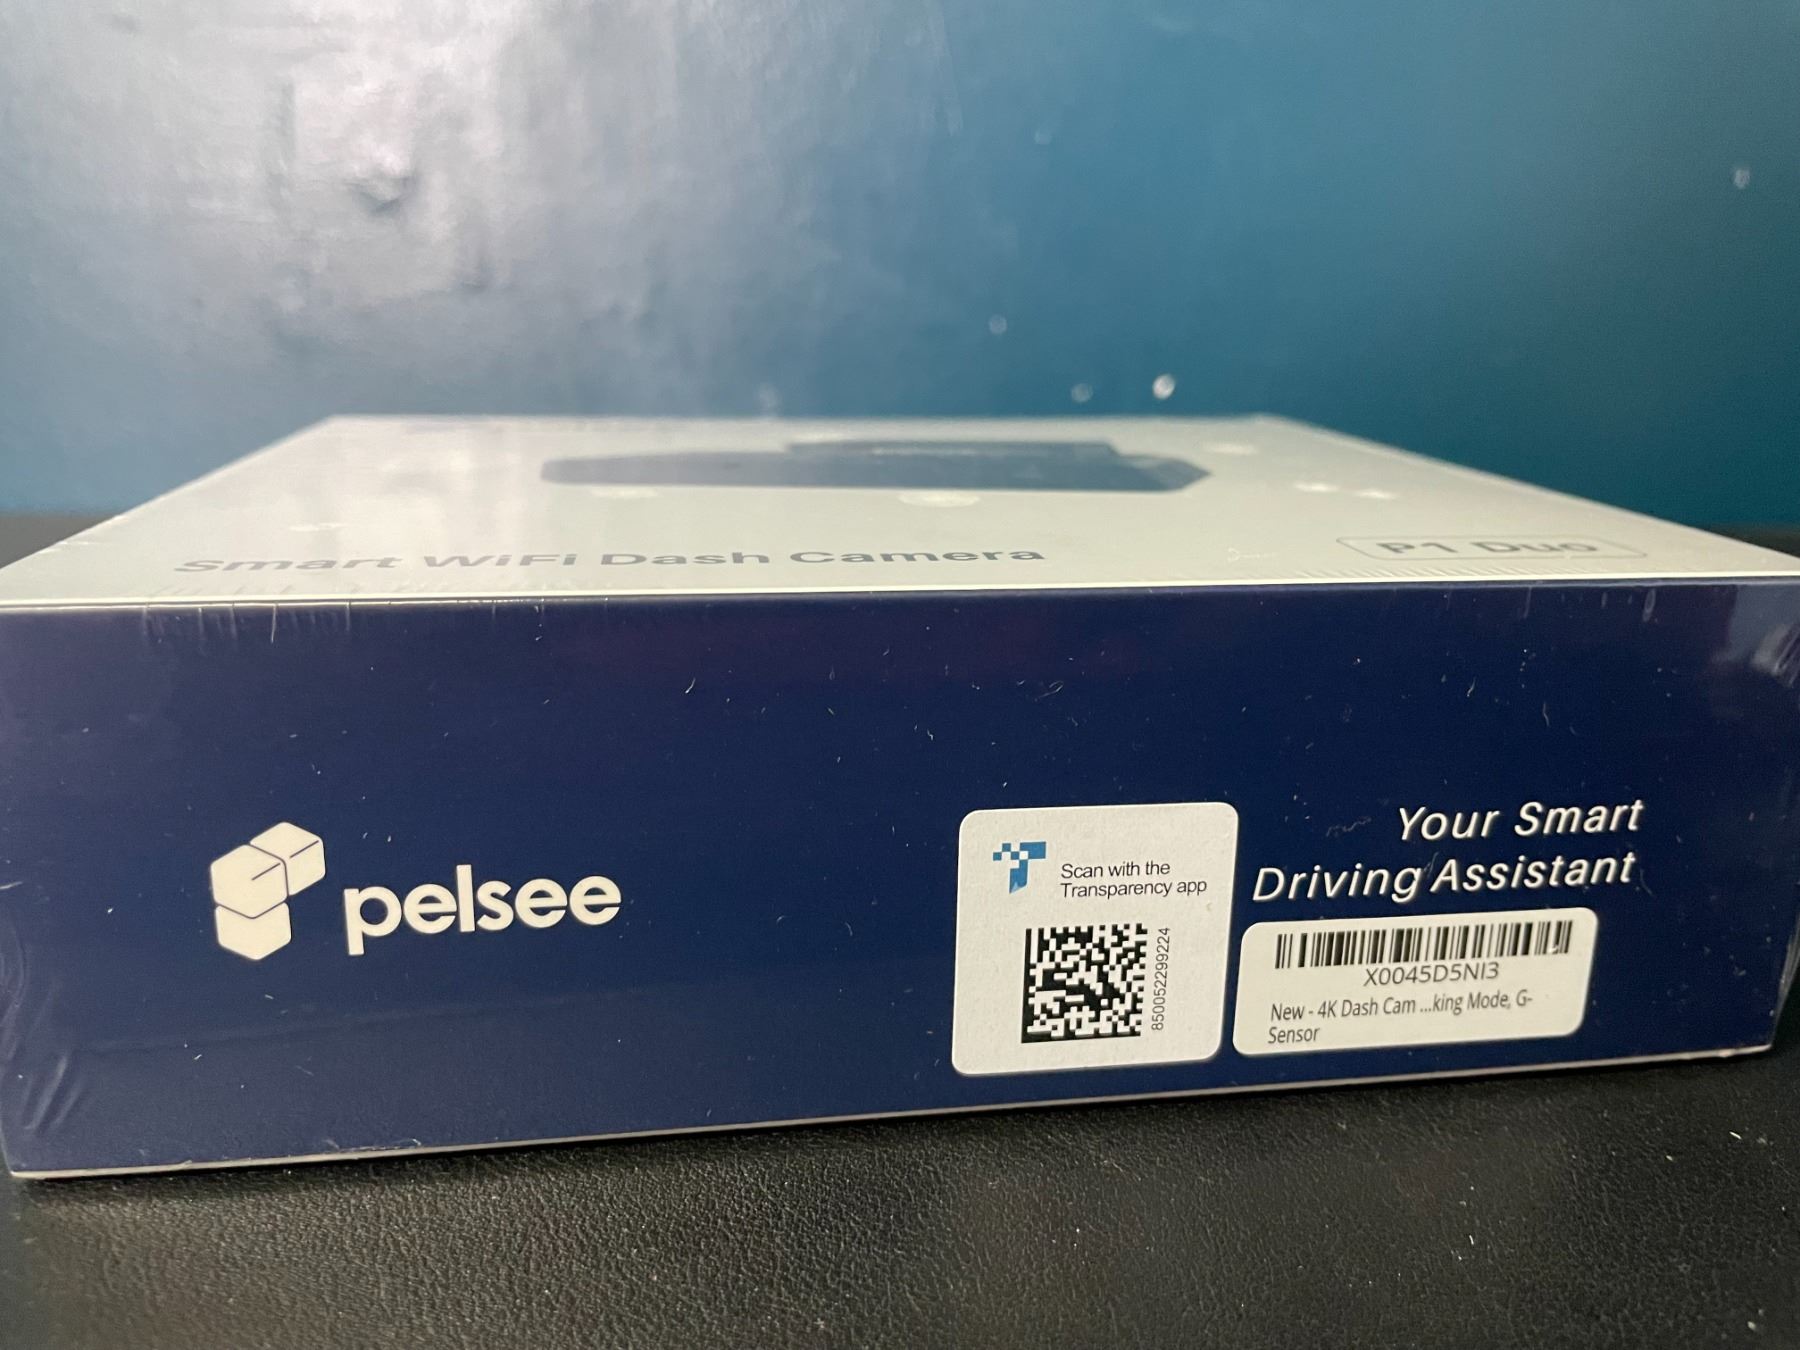 Smart WiFi Dash Camera
P1 Duo
pelsee
Scan with the
Transparency app
850052299224
Your Smart
Driving Assistant
X0045D5NI3
New - 4K Dash Cam ...king Mode, G-
Sensor